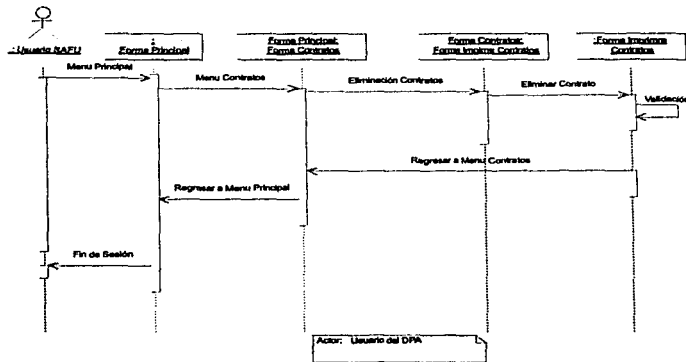 : Usuario NAFU
:
Forma Principal
Forma Principal:
Forma Contratos
Forma Contratos:
Forma Imprime Contratos
:Forma Imprimre
Contratos
Menu Principal
Menu Contratos
Eliminación Contratos
Eliminar Contrato
Validación
Regresar a Menu Contratos
Regresar a Menu Principal
Fin de Sesión
Actor: Usuario del DPA